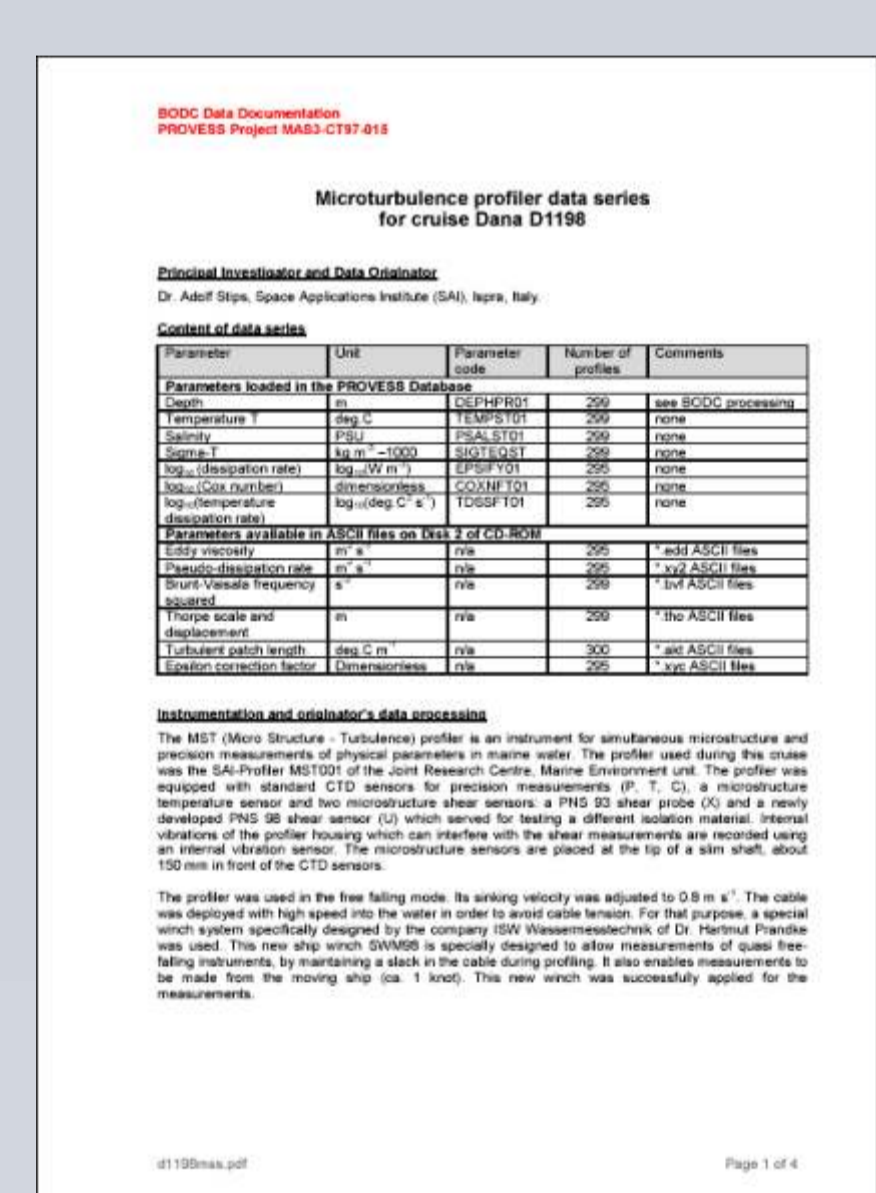 BODC Data Documentation
PROVESS Project MAS3-CT97-015
Microturbulence profiler data series
for cruise Dana D1198
Principal Investigator and Data Originator
Dr. Adolf Stips, Space Applications Institute (SAI), Ispra, Italy.
Content of data series
Parameter Unit Parameter code Number of profiles Comments
Parameters loaded in the PROVESS Database
Depth m DEPHPR01 299 see BODC processing
Temperature T deg.C TEMPST01 299 none
Salinity PSU PSALST01 299 none
Sigma-T kg m⁻³ –1000 SIGTEQST 299 none
log₁₀ (dissipation rate) log₁₀(W m⁻³) EPSIFY01 295 none
log₁₀ (Cox number) dimensionless COXNFT01 295 none
log₁₀(temperature dissipation rate) log₁₀(deg.C² s⁻¹) TDSSFT01 295 none
Parameters available in ASCII files on Disk 2 of CD-ROM
Eddy viscosity m² s⁻¹ n/a 295 *.edd ASCII files
Pseudo-dissipation rate n/a 295 *.xy2 ASCII files
Brunt-Vaisala frequency squared n/a 299 *.bvf ASCII files
Thorpe scale and displacement m n/a 299 *.tho ASCII files
Turbulent patch length deg.C m⁻¹ n/a 300 ASCII files
Epsilon correction factor Dimensionless n/a 295 *.xyc ASCII files
Instrumentation and originator's data processing
The MST (Micro Structure - Turbulence) profiler is an instrument for simultaneous microstructure and
precision measurements of physical parameters in marine water. The profiler used during this cruise
was the SAI-Profiler MST001 of the Joint Research Centre, Marine Environment unit. The profiler was
equipped with standard CTD sensors for precision measurements (P, T, C), a microstructure
temperature sensor and two microstructure shear sensors: a PNS 93 shear probe (X) and a newly
developed PNS 98 shear sensor (U) which served for testing a different isolation material. Internal
vibrations of the profiler housing which can interfere with the shear measurements are recorded using
an internal vibration sensor. The microstructure sensors are placed at the tip of a slim shaft, about
150 mm in front of the CTD sensors.
The profiler was used in the free falling mode. Its sinking velocity was adjusted to 0.8 m s⁻¹. The cable
was deployed with high speed into the water in order to avoid cable tension. For that purpose, a special
winch system specifically designed by the company ISW Wassermesstechnik of Dr. Hartmut Prandke
was used. This new ship winch SWM98 is specially designed to allow measurements of quasi free-
falling instruments, by maintaining a slack in the cable during profiling. It also enables measurements to
be made from the moving ship (ca. 1 knot). This new winch was successfully applied for the
measurements.
d1198mss.pdf Page 1 of 4